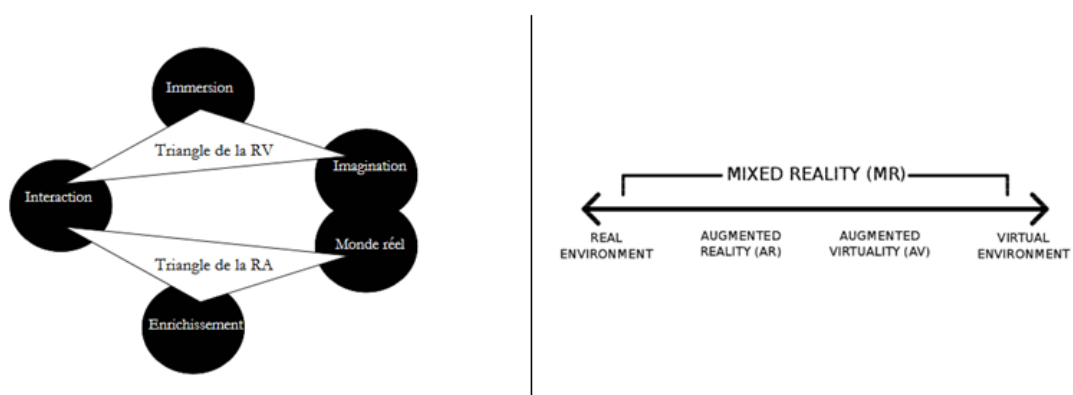 Immersion
Triangle de la RV
Imagination
Interaction
Monde réel
Triangle de la RA
Enrichissement
MIXED REALITY (MR)
REAL
ENVIRONMENT
AUGMENTED
REALITY (AR)
AUGMENTED
VIRTUALITY (AV)
VIRTUAL
ENVIRONMENT